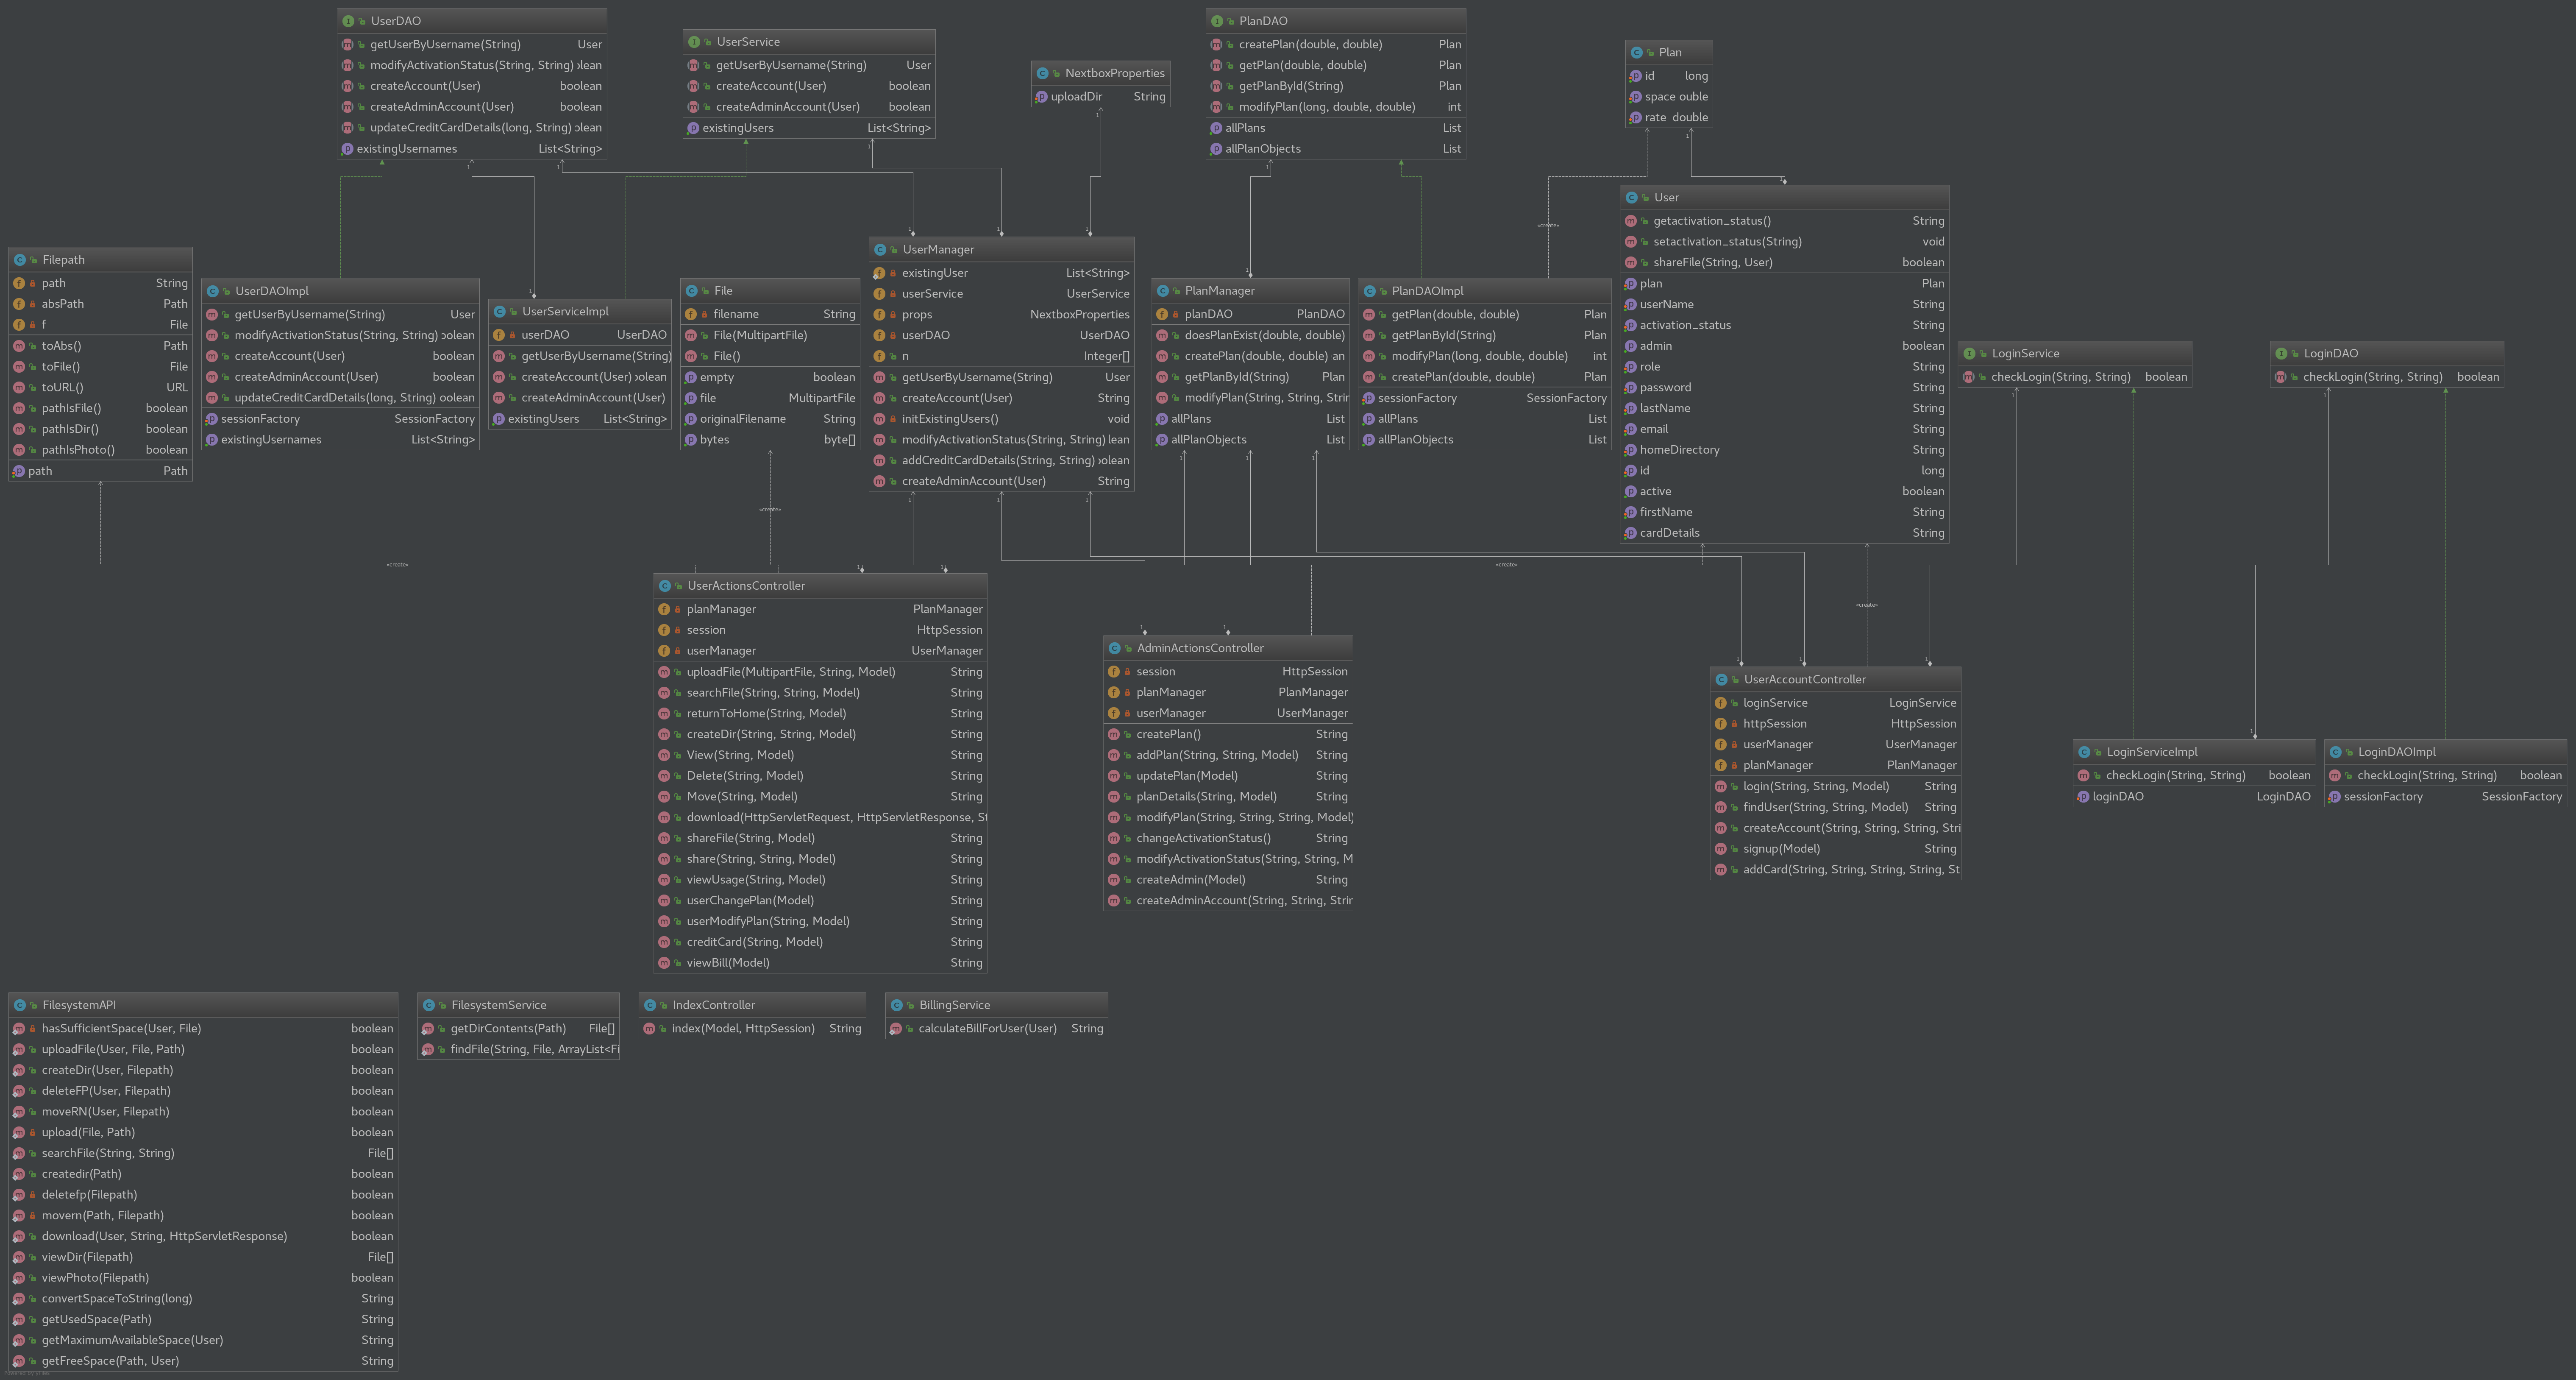 UserDAO
getUserByUsername(String) User
modifyActivationStatus(String, String) olean
createAccount(User) boolean
createAdminAccount(User) boolean
updateCreditCardDetails(long, String) olean
existingUsernames List<String>
UserService
getUserByUsername(String) User
createAccount(User) boolean
createAdminAccount(User) boolean
existingUsers List<String>
NextboxProperties
uploadDir String
PlanDAO
createPlan(double, double) Plan
getPlan(double, double) Plan
getPlanById(String) Plan
modifyPlan(long, double, double) int
allPlans List
allPlanObjects List
Plan
id long
space ouble
rate double
User
getactivation_status() String
setactivation_status(String) void
shareFile(String, User) boolean
plan Plan
userName String
activation_status String
admin boolean
role String
password String
lastName String
email String
homeDirectory String
id long
active boolean
firstName String
cardDetails String
Filepath
path String
absPath Path
f File
toAbs() Path
toFile() File
toURL() URL
pathIsFile() boolean
pathIsDir() boolean
pathIsPhoto() boolean
path Path
UserDAOImpl
getUserByUsername(String) User
modifyActivationStatus(String, String) oolean
createAccount(User) boolean
createAdminAccount(User) boolean
updateCreditCardDetails(long, String) oolean
sessionFactory SessionFactory
existingUsernames List<String>
UserServiceImpl
userDAO UserDAO
getUserByUsername(String)
createAccount(User) oolean
createAdminAccount(User)
existingUsers List<String>
File
filename String
File(MultipartFile)
File()
empty boolean
file MultipartFile
originalFilename String
bytes byte[]
UserManager
existingUser List<String>
userService UserService
props NextboxProperties
userDAO UserDAO
n Integer[]
getUserByUsername(String) User
createAccount(User) String
initExistingUsers() void
modifyActivationStatus(String, String) lean
addCreditCardDetails(String, String) oolean
createAdminAccount(User) String
PlanManager
planDAO PlanDAO
doesPlanExist(double, double)
createPlan(double, double) an
getPlanById(String) Plan
modifyPlan(String, String, Strir
allPlans List
allPlanObjects List
PlanDAOImpl
getPlan(double, double) Plan
getPlanById(String) Plan
modifyPlan(long, double, double) int
createPlan(double, double) Plan
sessionFactory SessionFactory
allPlans List
allPlanObjects List
LoginService
checkLogin(String, String) boolean
LoginDAO
checkLogin(String, String) boolean
«create»
«create»
«create»
«create»
«create»
UserActionsController
planManager PlanManager
session HttpSession
userManager UserManager
uploadFile(MultipartFile, String, Model) String
searchFile(String, String, Model) String
returnToHome(String, Model) String
createDir(String, String, Model) String
View(String, Model) String
Delete(String, Model) String
Move(String, Model) String
download(HttpServletRequest, HttpServletResponse, St
shareFile(String, Model) String
share(String, String, Model) String
viewUsage(String, Model) String
userChangePlan(Model) String
userModifyPlan(String, Model) String
creditCard(String, Model) String
viewBill(Model) String
AdminActionsController
session HttpSession
planManager PlanManager
userManager UserManager
createPlan() String
addPlan(String, String, Model) String
updatePlan(Model) String
planDetails(String, Model) String
modifyPlan(String, String, String, Model)
changeActivationStatus() String
modifyActivationStatus(String, String, M
createAdmin(Model) String
createAdminAccount(String, String, Strir
UserAccountController
loginService LoginService
httpSession HttpSession
userManager UserManager
planManager PlanManager
login(String, String, Model) String
findUser(String, String, Model) String
createAccount(String, String, String, Stri
signup(Model) String
addCard(String, String, String, String, St
LoginServiceImpl
checkLogin(String, String) boolean
loginDAO LoginDAO
LoginDAOImpl
checkLogin(String, String) boolean
sessionFactory SessionFactory
FilesystemAPI
hasSufficientSpace(User, File) boolean
uploadFile(User, File, Path) boolean
createDir(User, Filepath) boolean
deleteFP(User, Filepath) boolean
moveRN(User, Filepath) boolean
upload(File, Path) boolean
searchFile(String, String) File[]
createdir(Path) boolean
deletefp(Filepath) boolean
movern(Path, Filepath) boolean
download(User, String, HttpServletResponse) boolean
viewDir(Filepath) File[]
viewPhoto(Filepath) boolean
convertSpaceToString(long) String
getUsedSpace(Path) String
getMaximumAvailableSpace(User) String
getFreeSpace(Path, User) String
FilesystemService
getDirContents(Path) File[]
findFile(String, File, ArrayList<Fi
IndexController
index(Model, HttpSession) String
BillingService
calculateBillForUser(User) String